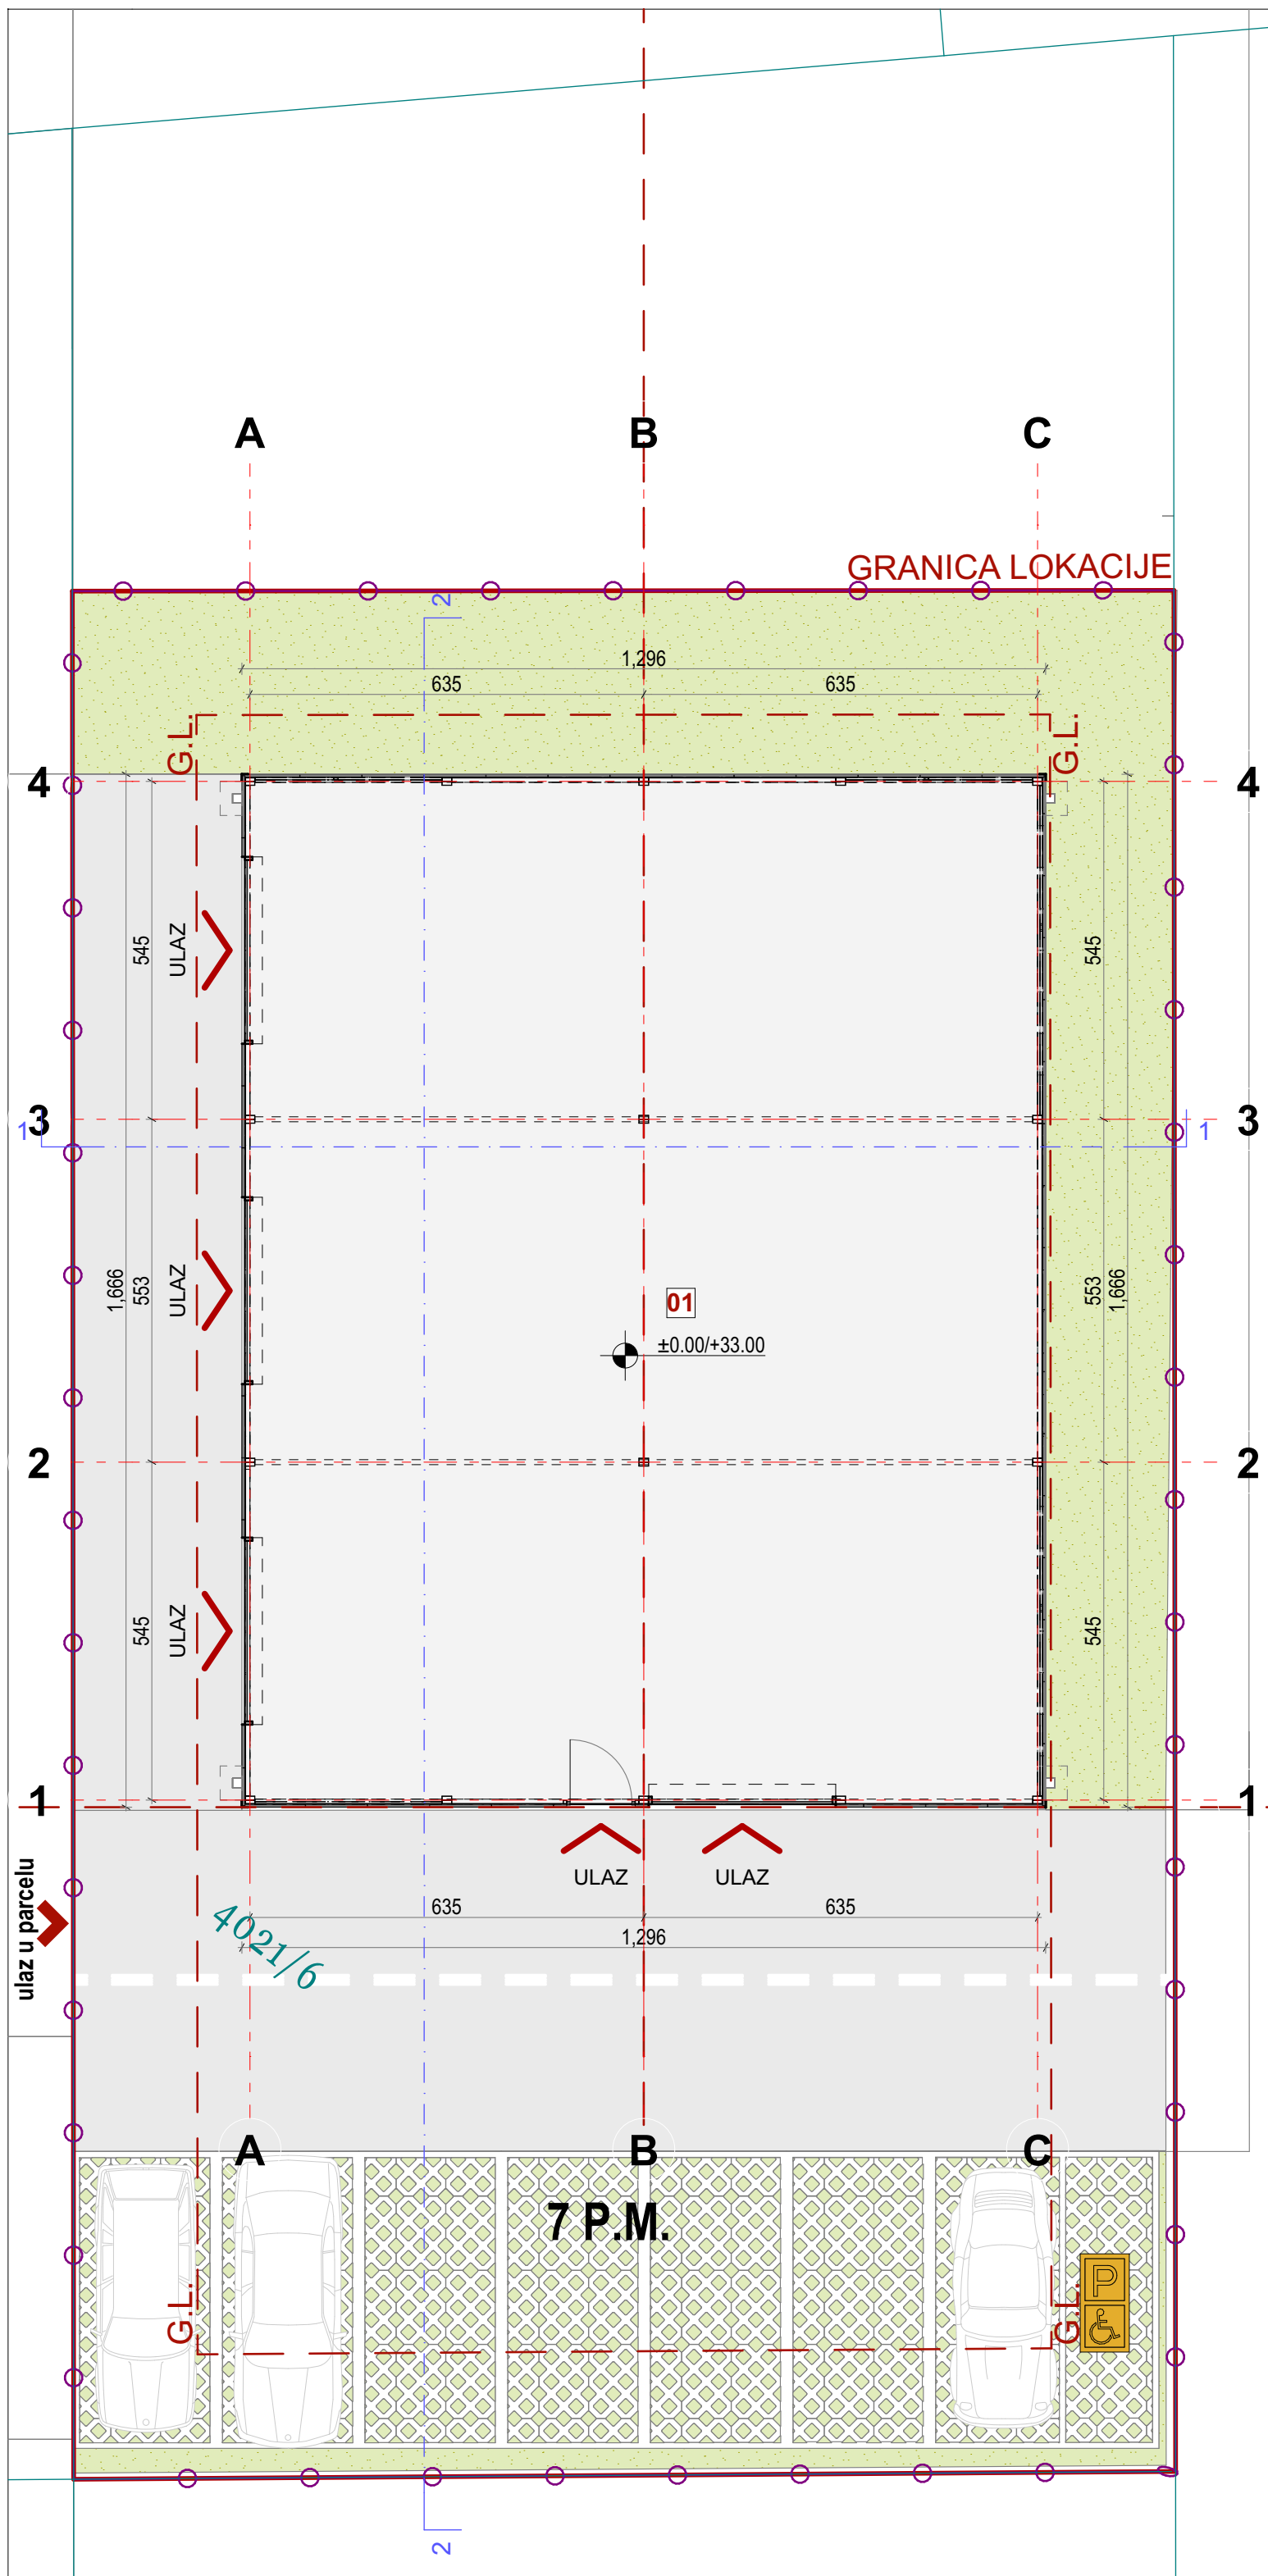 A
B
C
GRANICA LOKACIJE
2
1,296
635
635
G.L.
G.L.
4
4
545
ULAZ
545
3
3
1
1
1,666
553
ULAZ
01
±0.00/+33.00
553
1,666
2
2
545
ULAZ
545
1
1
ULAZ
ULAZ
ulaz u parcelu
635
635
4021/6
1,296
A
B
C
7 P.M.
G.L.
G.L.
P
2